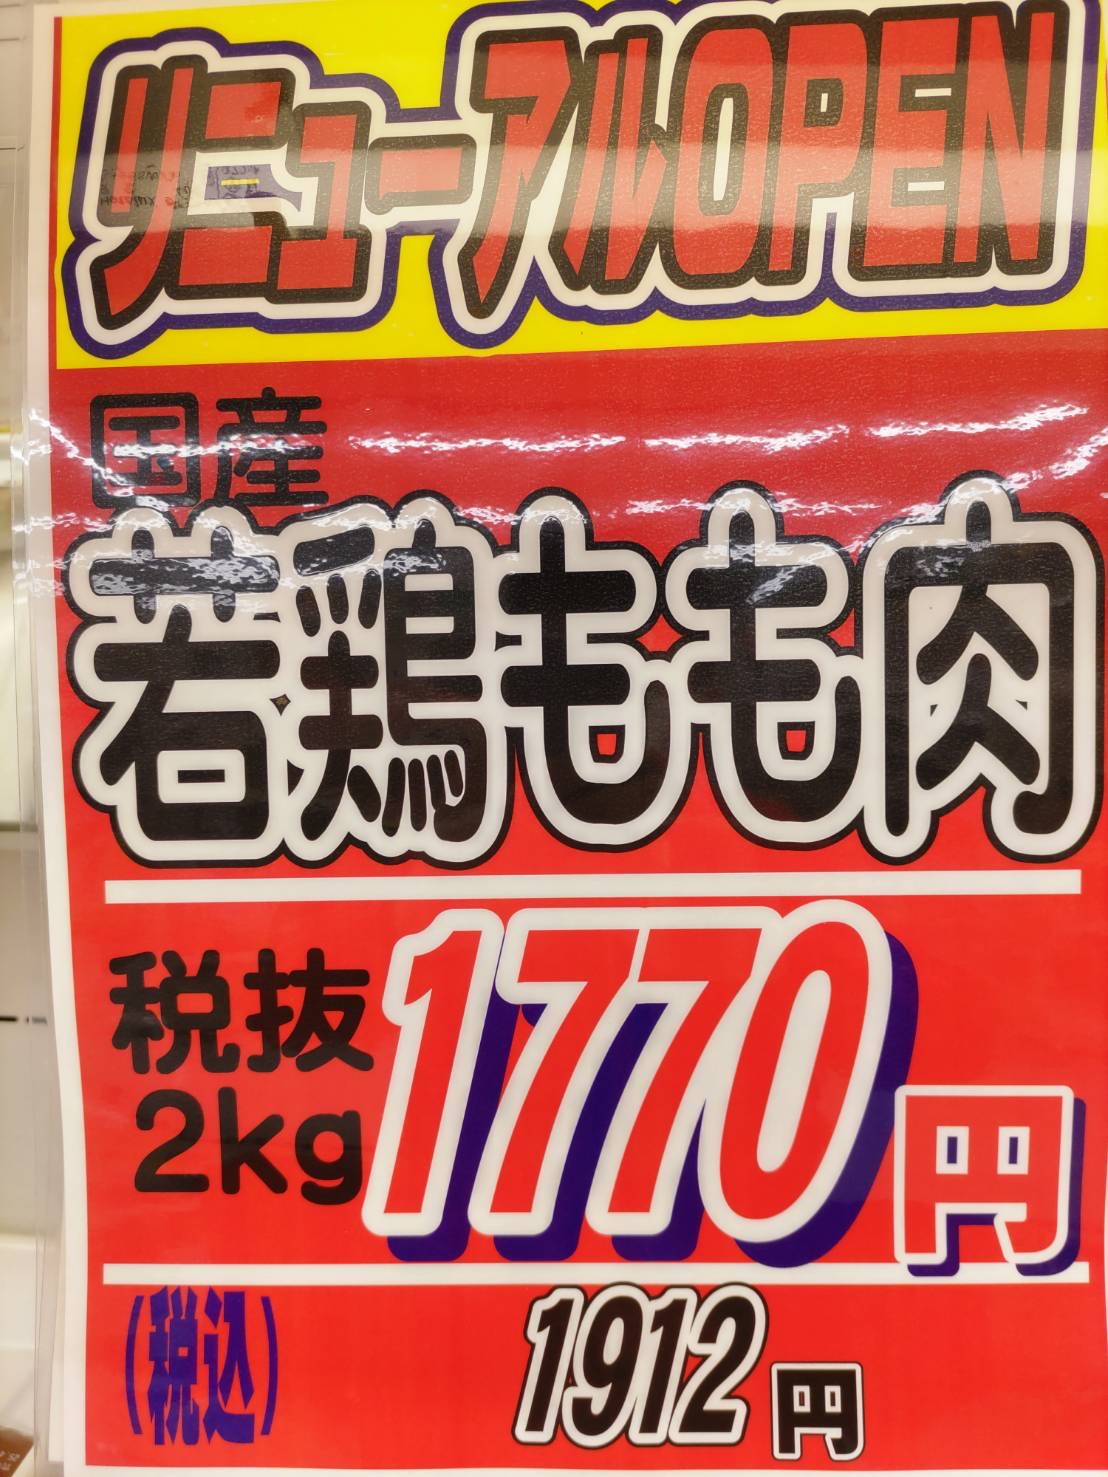 リニューアルOPEN
国産
若鶏もも肉
税抜
2kg
1770円
(税込)
1912円